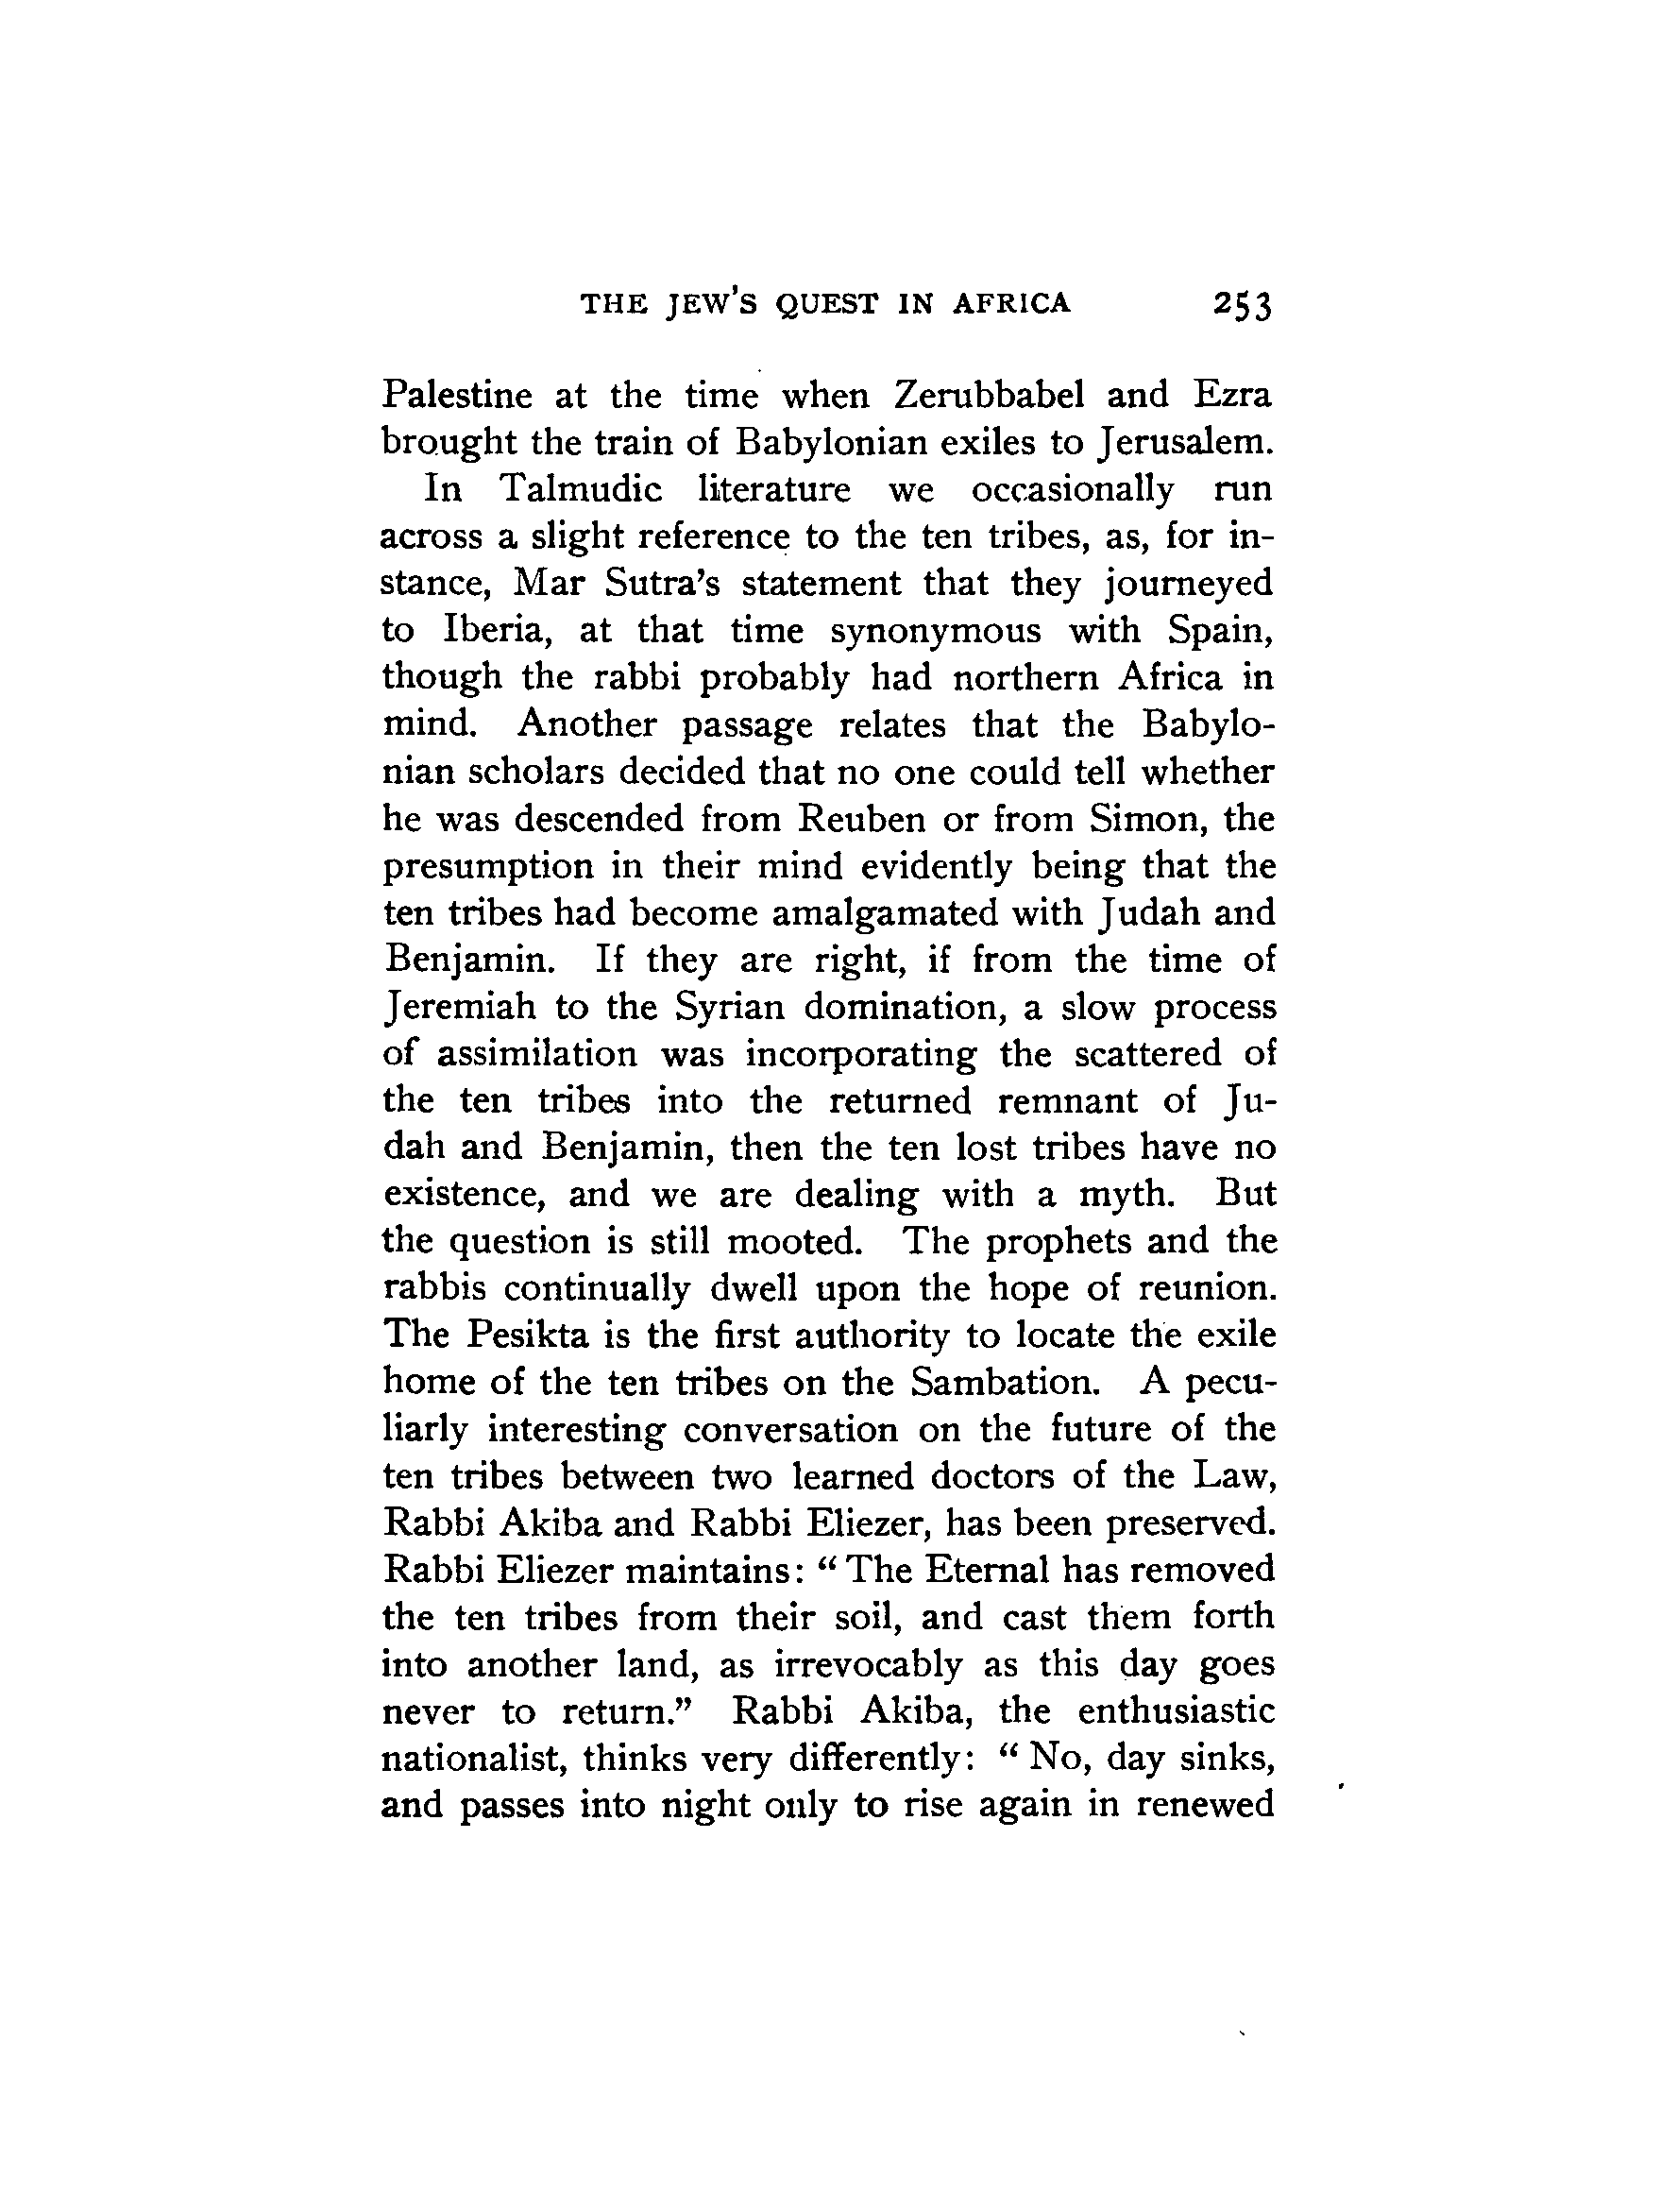 THE JEW'S QUEST IN AFRICA 253
Palestine at the time when Zerubbabel and Ezra
brought the train of Babylonian exiles to Jerusalem.
In Talmudic literature we occasionally run
across a slight reference to the ten tribes, as, for in-
stance, Mar Sutra's statement that they journeyed
to Iberia, at that time synonymous with Spain,
though the rabbi probably had northern Africa in
mind. Another passage relates that the Babylo-
nian scholars decided that no one could tell whether
he was descended from Reuben or from Simon, the
presumption in their mind evidently being that the
ten tribes had become amalgamated with Judah and
Benjamin. If they are right, if from the time of
Jeremiah to the Syrian domination, a slow process
of assimilation was incorporating the scattered of
the ten tribes into the returned remnant of Ju-
dah and Benjamin, then the ten lost tribes have no
existence, and we are dealing with a myth. But
the question is still mooted. The prophets and the
rabbis continually dwell upon the hope of reunion.
The Pesikta is the first authority to locate the exile
home of the ten tribes on the Sambation. A pecu-
liarly interesting conversation on the future of the
ten tribes between two learned doctors of the Law,
Rabbi Akiba and Rabbi Eliezer, has been preserved.
Rabbi Eliezer maintains: “ The Eternal has removed
the ten tribes from their soil, and cast them forth
into another land, as irrevocably as this day goes
never to return.” Rabbi Akiba, the enthusiastic
nationalist, thinks very differently: “ No, day sinks,
and passes into night only to rise again in renewed